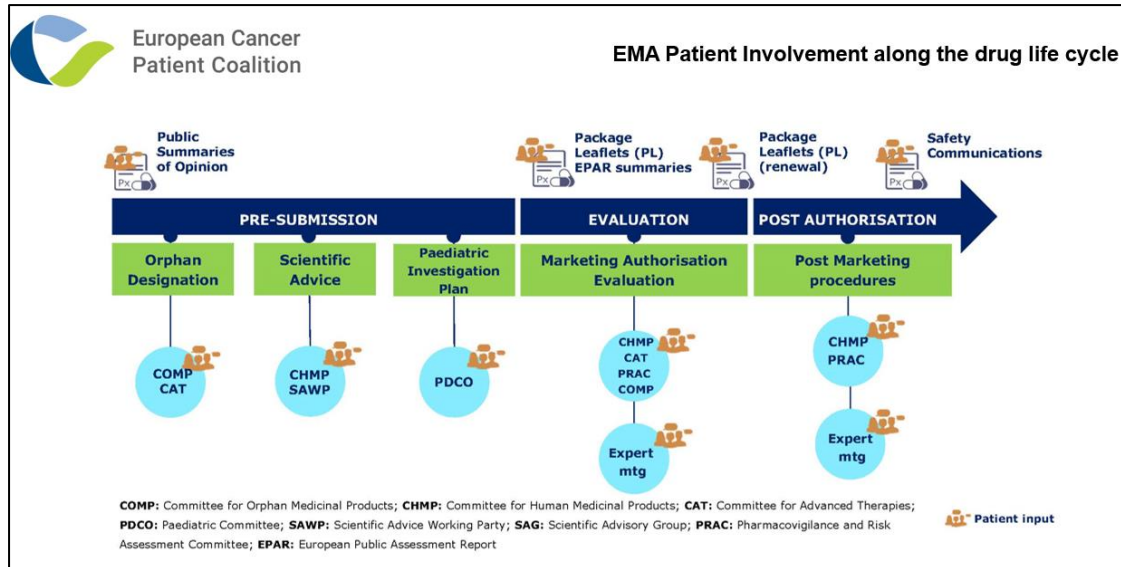 European Cancer
Patient Coalition
EMA Patient Involvement along the drug life cycle
Public
Summaries
of Opinion
Px
Package
Leaflets (PL)
EPAR summaries
Px
Package
Leaflets (PL)
(renewal)
Px
Safety
Communications
Px
PRE-SUBMISSION
EVALUATION
POST AUTHORISATION
Orphan
Designation
Scientific
Advice
Paediatric
Investigation
Plan
Marketing Authorisation
Evaluation
Post Marketing
procedures
COMP
CAT
CHMP
SAWP
PDCO
CHMP
CAT
PRAC
COMP
CHMP
PRAC
Expert
mtg
Expert
mtg
COMP: Committee for Orphan Medicinal Products; CHMP: Committee for Human Medicinal Products; CAT: Committee for Advanced Therapies;
PDCO: Paediatric Committee; SAWP: Scientific Advice Working Party; SAG: Scientific Advisory Group; PRAC: Pharmacovigilance and Risk
Assessment Committee; EPAR: European Public Assessment Report
Patient input